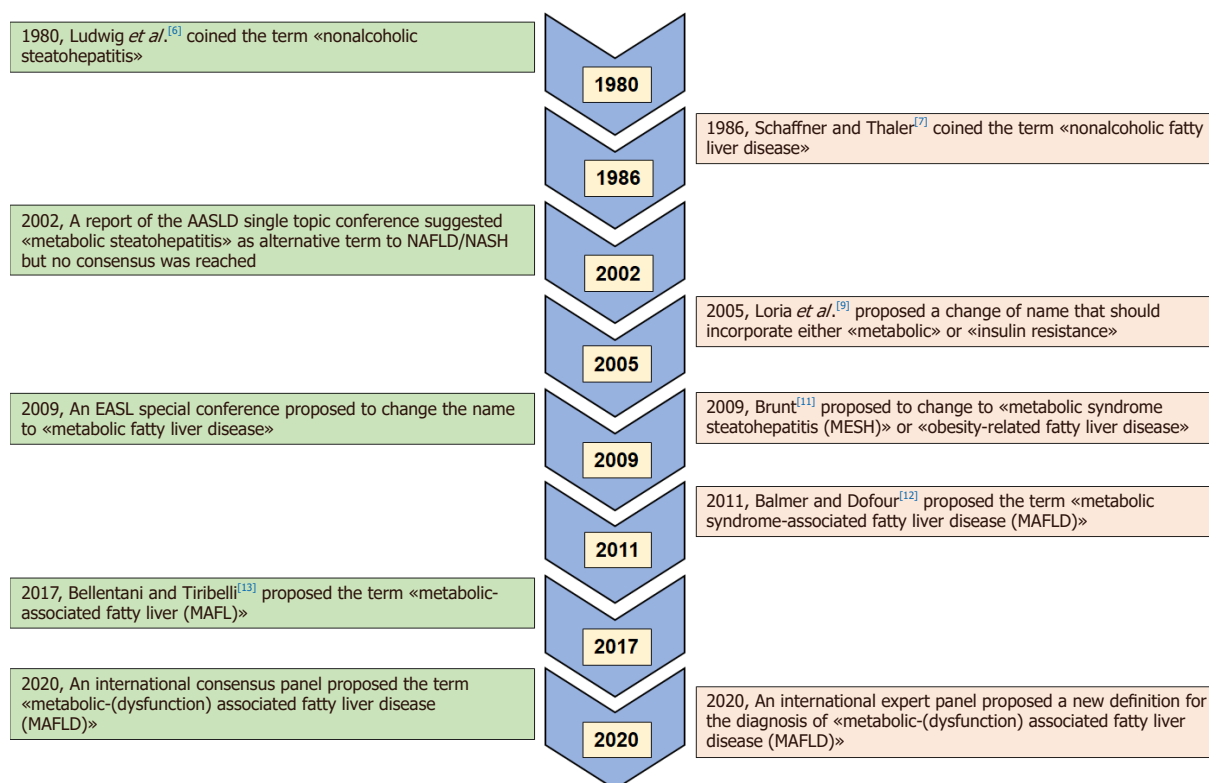 1980, Ludwig et al.[6] coined the term «nonalcoholic
steatohepatitis»
1980
1986, Schaffner and Thaler[7] coined the term «nonalcoholic fatty
liver disease»
1986
2002, A report of the AASLD single topic conference suggested
«metabolic steatohepatitis» as alternative term to NAFLD/NASH
but no consensus was reached
2002
2005, Loria et al.[9] proposed a change of name that should
incorporate either «metabolic» or «insulin resistance»
2005
2009, An EASL special conference proposed to change the name
to «metabolic fatty liver disease»
2009, Brunt[11] proposed to change to «metabolic syndrome
steatohepatitis (MESH)» or «obesity-related fatty liver disease»
2009
2011, Balmer and Dofour[12] proposed the term «metabolic
syndrome-associated fatty liver disease (MAFLD)»
2011
2017, Bellentani and Tiribelli[13] proposed the term «metabolic-
associated fatty liver (MAFL)»
2017
2020, An international consensus panel proposed the term
«metabolic-(dysfunction) associated fatty liver disease
(MAFLD)»
2020, An international expert panel proposed a new definition for
the diagnosis of «metabolic-(dysfunction) associated fatty liver
disease (MAFLD)»
2020